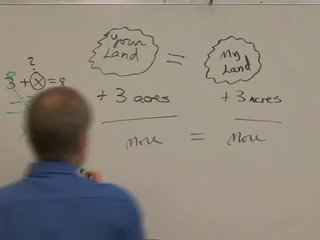 ?
3 + x = 8
Your Land = My Land
+ 3 acres + 3 acres
More = More